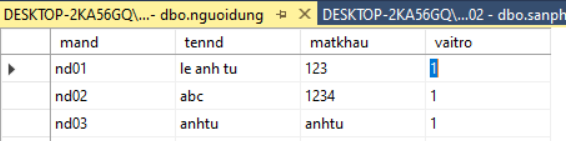 DESKTOP-2KA56GQ\...- dbo.nguoidung DESKTOP-2KA56GQ\...02 - dbo.sanph
mand tennd matkhau vaitro
nd01 le anh tu 123 1
nd02 abc 1234 1
nd03 anhtu anhtu 1